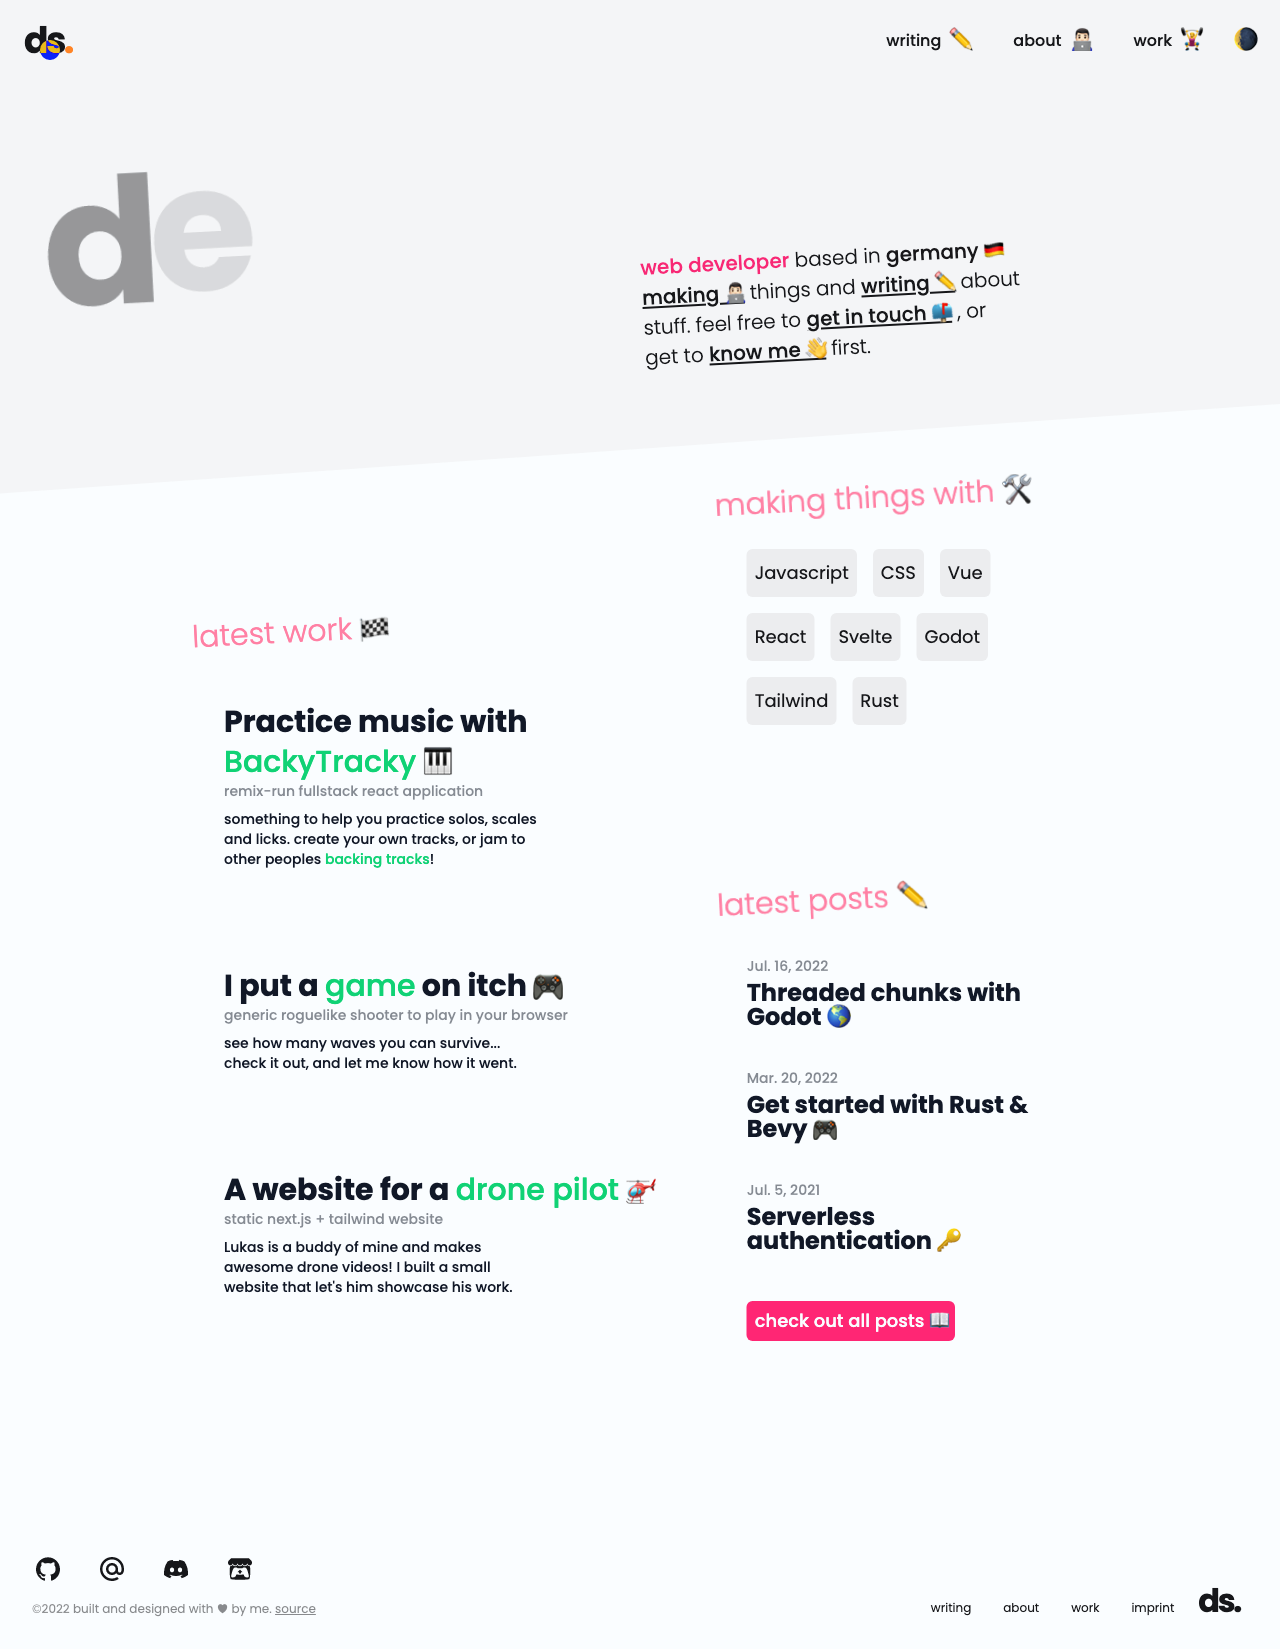 ds.
writing ✏️
about 👨🏻‍💻
work 🏋🏻
🌘
de
web developer based in germany 🇩🇪
making 👨🏻‍💻 things and writing ✏️ about
stuff. feel free to get in touch 📫 , or
get to know me 👋 first.
making things with 🛠️
Javascript
CSS
Vue
React
Svelte
Godot
Tailwind
Rust
latest work 🏁
Practice music with
BackyTracky 🎹
remix-run fullstack react application
something to help you practice solos, scales
and licks. create your own tracks, or jam to
other peoples backing tracks!
I put a game on itch 🎮
generic roguelike shooter to play in your browser
see how many waves you can survive...
check it out, and let me know how it went.
A website for a drone pilot 🚁
static next.js + tailwind website
Lukas is a buddy of mine and makes
awesome drone videos! I built a small
website that let's him showcase his work.
latest posts ✏️
Jul. 16, 2022
Threaded chunks with
Godot 🌎
Mar. 20, 2022
Get started with Rust &
Bevy 🎮
Jul. 5, 2021
Serverless
authentication 🔑
check out all posts 📖
©2022 built and designed with ♥ by me. source
writing
about
work
imprint
ds.